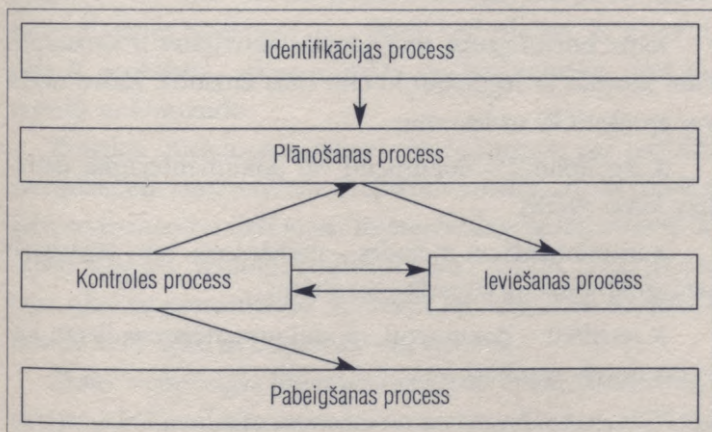 Identifikācijas process
Plānošanas process
Kontroles process
Ieviešanas process
Pabeigšanas process